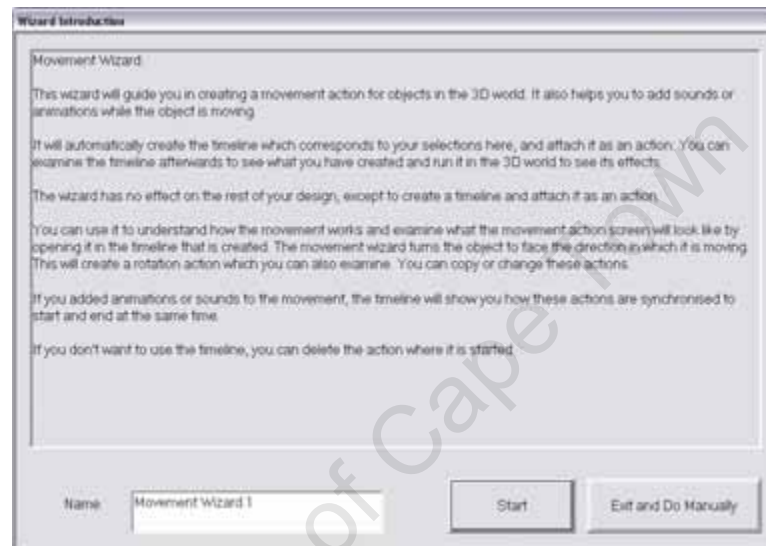 Wizard Introduction
Movement Wizard
This wizard will guide you in creating a movement action for objects in the 3D world. It also helps you to add sounds or
animations while the object is moving
It will automatically create the timeline which corresponds to your selections here, and attach it as an action. You can
examine the timeline afterwards to see what you have created and run it in the 3D world to see its effects
The wizard has no effect on the rest of your design, except to create a timeline and attach it as an action
You can use it to understand how the movement works and examine what the movement action screen will look like by
opening it in the timeline that is created. The movement wizard turns the object to face the direction in which it is moving
This will create a rotation action which you can also examine. You can copy or change these actions
If you added animations or sounds to the movement, the timeline will show you how these actions are synchronised to
start and end at the same time
If you don't want to use the timeline, you can delete the action where it is started
Name Movement Wizard 1 Start Exit and Do Manually
of Cape Town